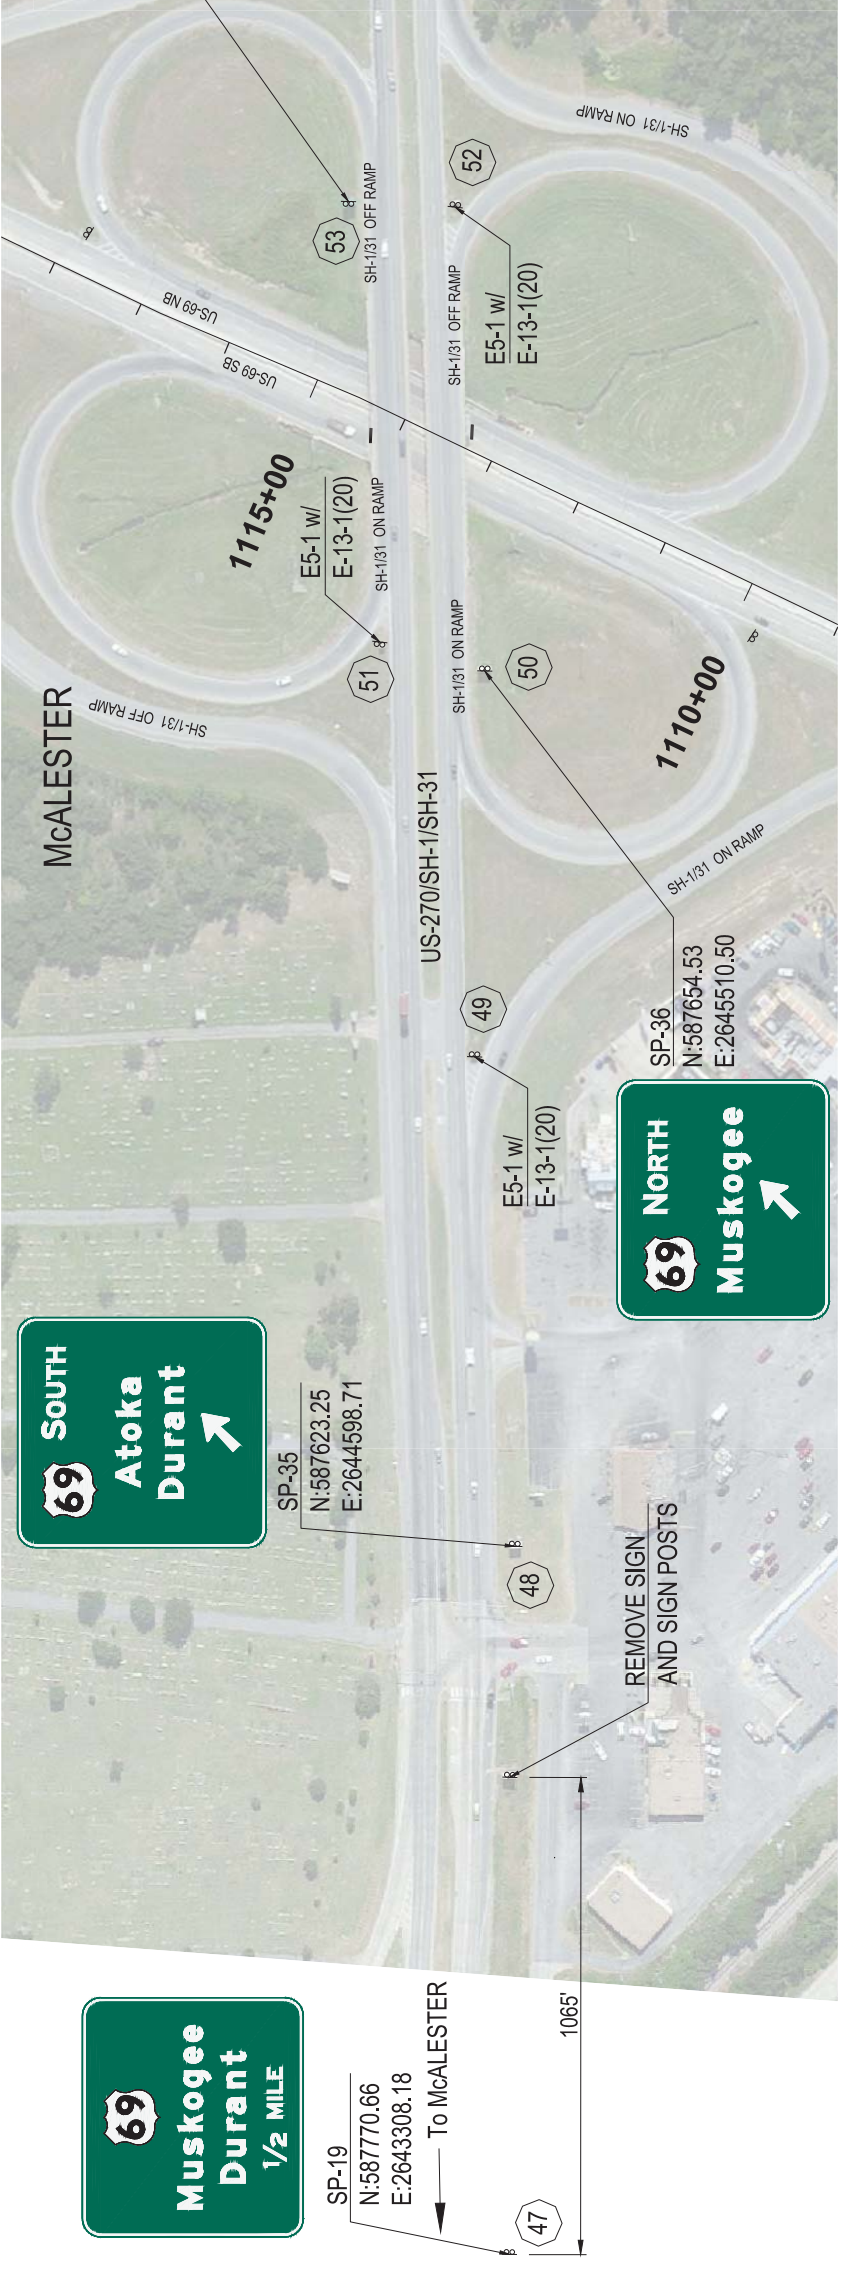 69
Muskogee
Durant
1/2 MILE
SP-19
N:587770.66
E:2643308.18
To McALESTER
47
1065'
69 SOUTH
Atoka
Durant
SP-35
N:587623.25
E:2644598.71
48
REMOVE SIGN
AND SIGN POSTS
69 NORTH
Muskogee
SP-36
N:587654.53
E:2645510.50
E5-1 w/
E-13-1(20)
49
McALESTER
US-270/SH-1/SH-31
SH-1/31 OFF RAMP
SH-1/31 ON RAMP
51
E5-1 w/
E-13-1(20)
SH-1/31 ON RAMP
1115+00
SH-1/31 ON RAMP
50
1110+00
US-69 SB
US-69 NB
53
SH-1/31 OFF RAMP
SH-1/31 OFF RAMP
E5-1 w/
E-13-1(20)
52
SH-1/31 ON RAMP